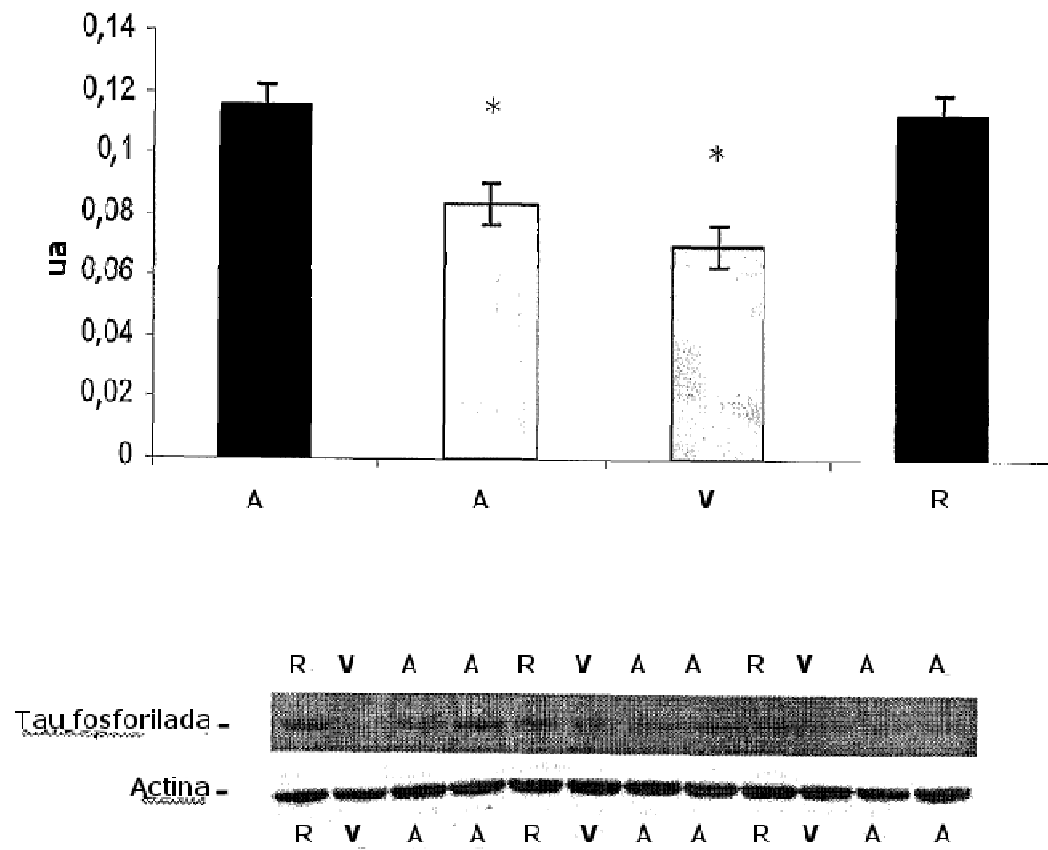 0,14
0,12
0,1
0,08
0,06
0,04
0,02
0
ua
* *
A A V R
R V A A R V A A R V A A
Tau fosforilada -
Actina -
R V A A R V A A R V A A